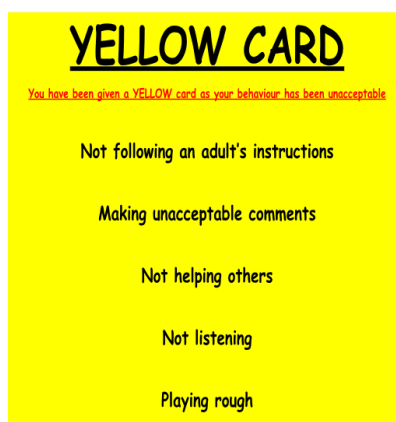 YELLOW CARD
You have been given a YELLOW card as your behaviour has been unacceptable
Not following an adult's instructions
Making unacceptable comments
Not helping others
Not listening
Playing rough